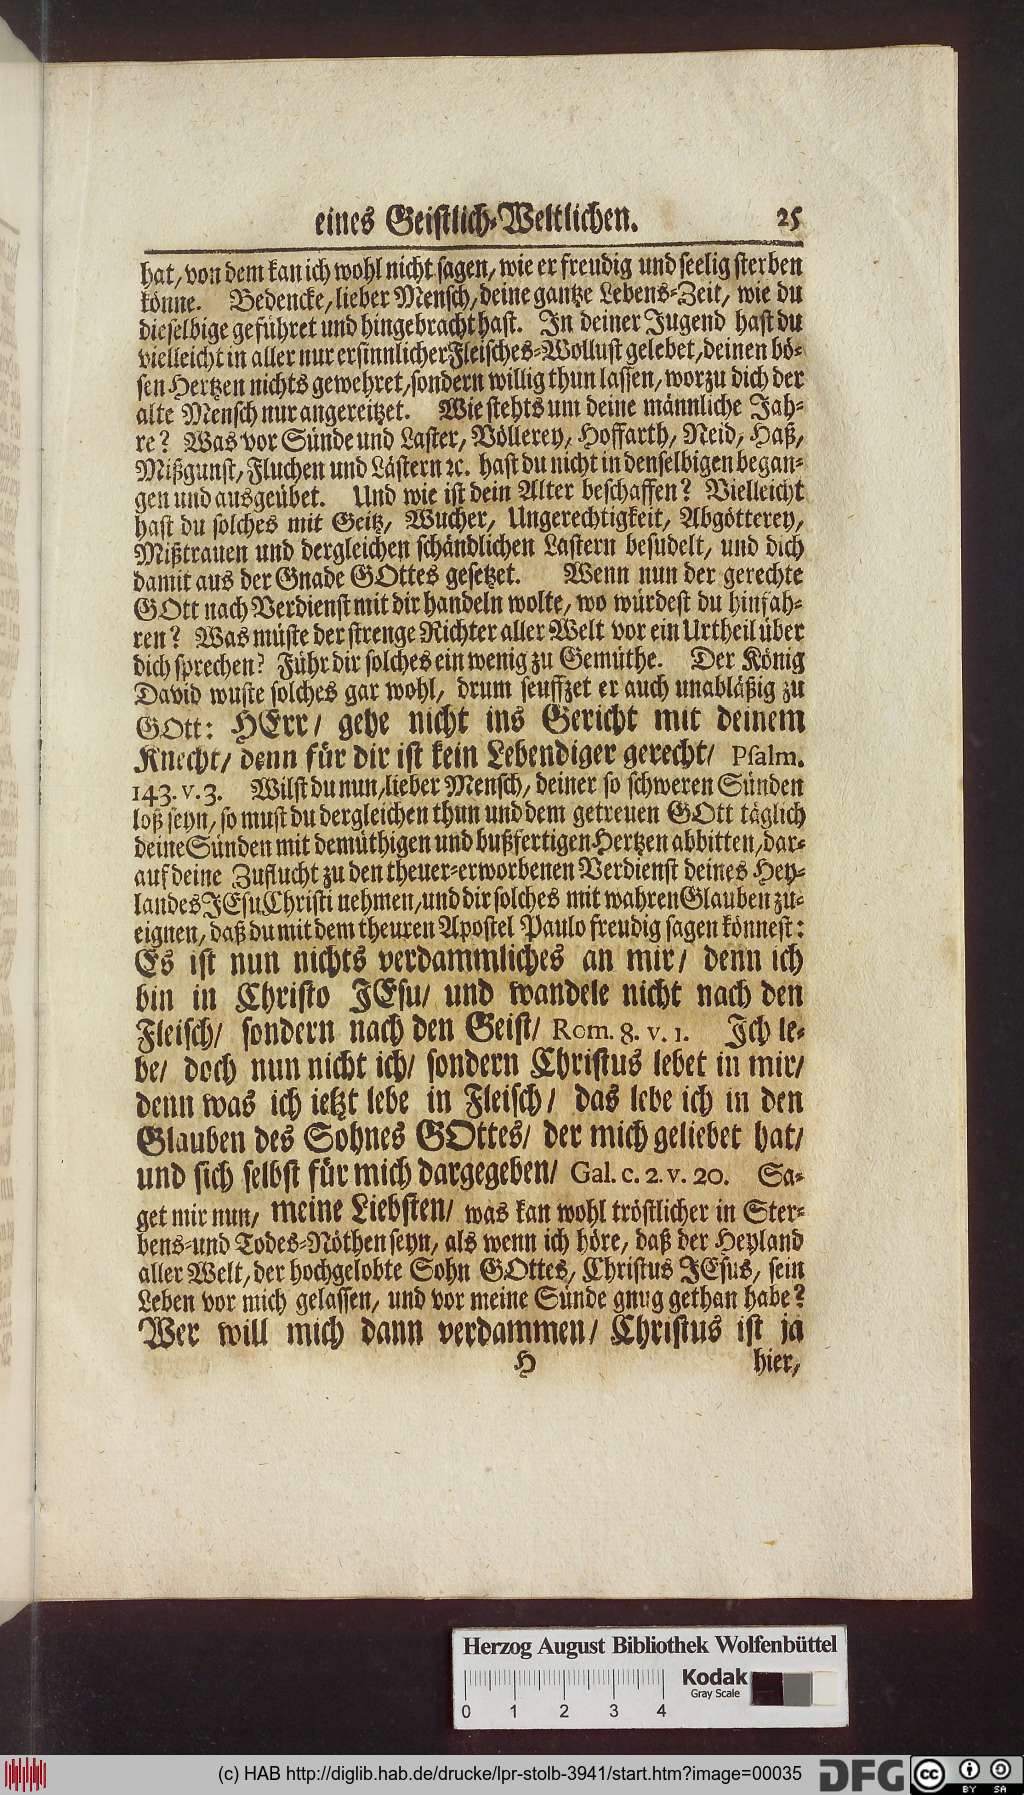 eines Geistlich-Weltlichen. 25
hat, von dem kan ich wohl nicht sagen, wie er freudig und seelig sterben
könne. Bedencke, lieber Mensch, deine gantze Lebens-Zeit, wie du
dieselbige geführet und hingebracht hast. In deiner Jugend hast du
vielleicht in aller nur ersinnlicher Fleisches-Wollust gelebet, deinen bö-
sen Hertzen nichts gewehret, sondern willig thun lassen, worzu dich der
alte Mensch nur angereitzet. Wie stehts um deine männliche Jah-
re? Was vor Sünde und Laster, Völlerey, Hoffarth, Neid, Haß,
Mißgunst, Fluchen und Lästern ꝛc. hast du nicht in denselbigen began-
gen und ausgeübet. Und wie ist dein Alter beschaffen? Vielleicht
hast du solches mit Geitz, Wucher, Ungerechtigkeit, Abgötterey,
Mißtrauen und dergleichen schändlichen Lastern besudelt, und dich
damit aus der Gnade GOttes gesetzet. Wenn nun der gerechte
GOtt nach Verdienst mit dir handeln wolte, wo würdest du hinfah-
ren? Was müste der strenge Richter aller Welt vor ein Urtheil über
dich sprechen? Führ dir solches ein wenig zu Gemüthe. Der König
David wuste solches gar wohl, drum seuffzet er auch unabläßig zu
GOtt: HErr/ gehe nicht ins Gericht mit deinem
Knecht/ denn für dir ist kein Lebendiger gerecht/ Psalm.
143. v. 3. Wilst du nun, lieber Mensch, deiner so schweren Sünden
loß seyn, so must du dergleichen thun und dem getreuen GOtt täglich
deine Sünden mit demüthigen und bußfertigen Hertzen abbitten, dar-
auf deine Zuflucht zu den theuer-erworbenen Verdienst deines Hey-
landes JEsu Christi nehmen, und dir solches mit wahren Glauben zu-
eignen, daß du mit dem theuren Apostel Paulo freudig sagen könnest:
Es ist nun nichts verdammliches an mir/ denn ich
bin in Christo JEsu/ und wandele nicht nach den
Fleisch/ sondern nach den Geist/ Rom. 8. v. 1. Ich le-
be/ doch nun nicht ich/ sondern Christus lebet in mir/
denn was ich ietzt lebe in Fleisch/ das lebe ich in den
Glauben des Sohnes GOttes/ der mich geliebet hat/
und sich selbst für mich dargegeben/ Gal. c. 2. v. 20. Sa-
get mir nun/ meine Liebsten/ was kan wohl tröstlicher in Ster-
bens-und Todes-Nöthen seyn, als wenn ich höre, daß der Heyland
aller Welt, der hochgelobte Sohn GOttes, Christus JEsus, sein
Leben vor mich gelassen, und vor meine Sünde gnug gethan habe?
Wer will mich dann verdammen/ Christus ist ja
H hier,
Herzog August Bibliothek Wolfenbüttel
Kodak
Gray Scale
0 1 2 3 4
(c) HAB http://diglib.hab.de/drucke/lpr-stolb-3941/start.htm?image=00035
DFG
cc BY SA